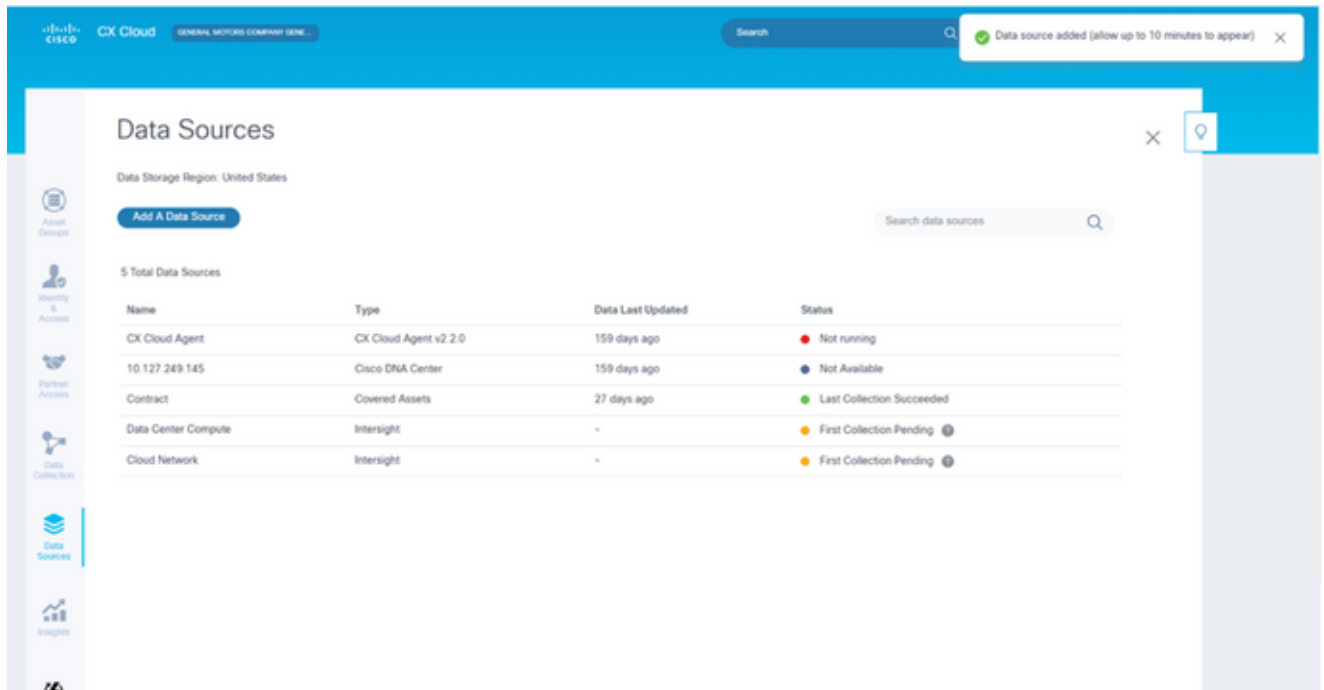 CISCO
CX Cloud
GENERAL MOTORS COMPANY GENE...
Search
Data source added (allow up to 10 minutes to appear)
Data Sources
Data Storage Region: United States
Add A Data Source
Search data sources
5 Total Data Sources
Name Type Data Last Updated Status
CX Cloud Agent CX Cloud Agent v2.2.0 159 days ago Not running
10.127.249.145 Cisco DNA Center 159 days ago Not Available
Contract Covered Assets 27 days ago Last Collection Succeeded
Data Center Compute Intersight - First Collection Pending ?
Cloud Network Intersight - First Collection Pending ?
Asset
Groups
Identity
&
Access
Partner
Access
Data
Collection
Data
Sources
Insights